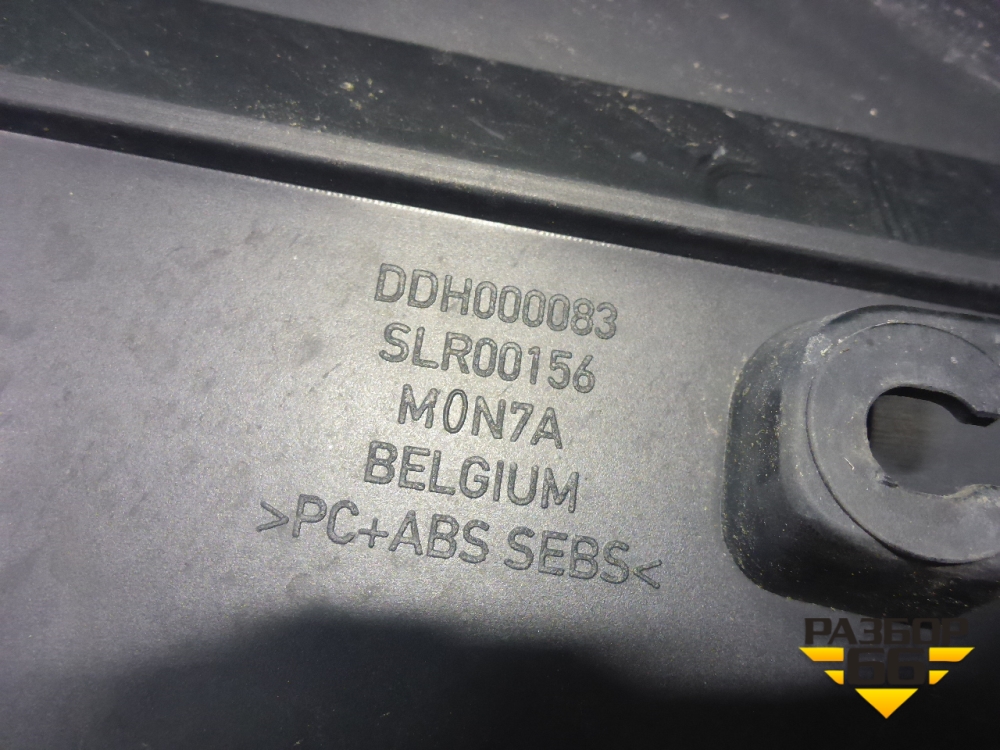 DDH000083
SLR00156
M0N7A
BELGIUM
>PC+ABS SEBS<
РАЗБОР
66